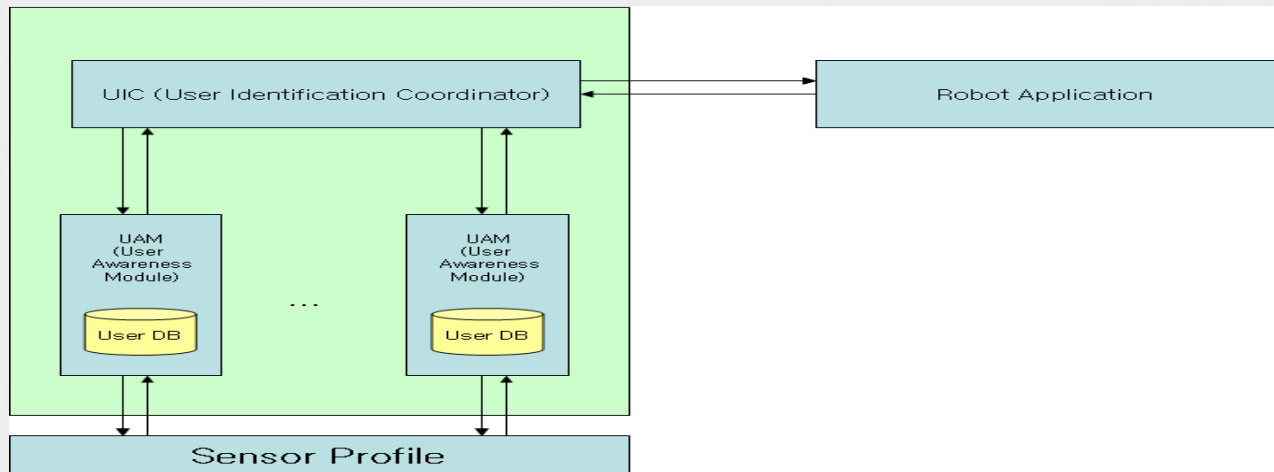 UIC (User Identification Coordinator)
Robot Application
UAM
(User
Awareness
Module)
User DB
...
UAM
(User
Awareness
Module)
User DB
Sensor Profile